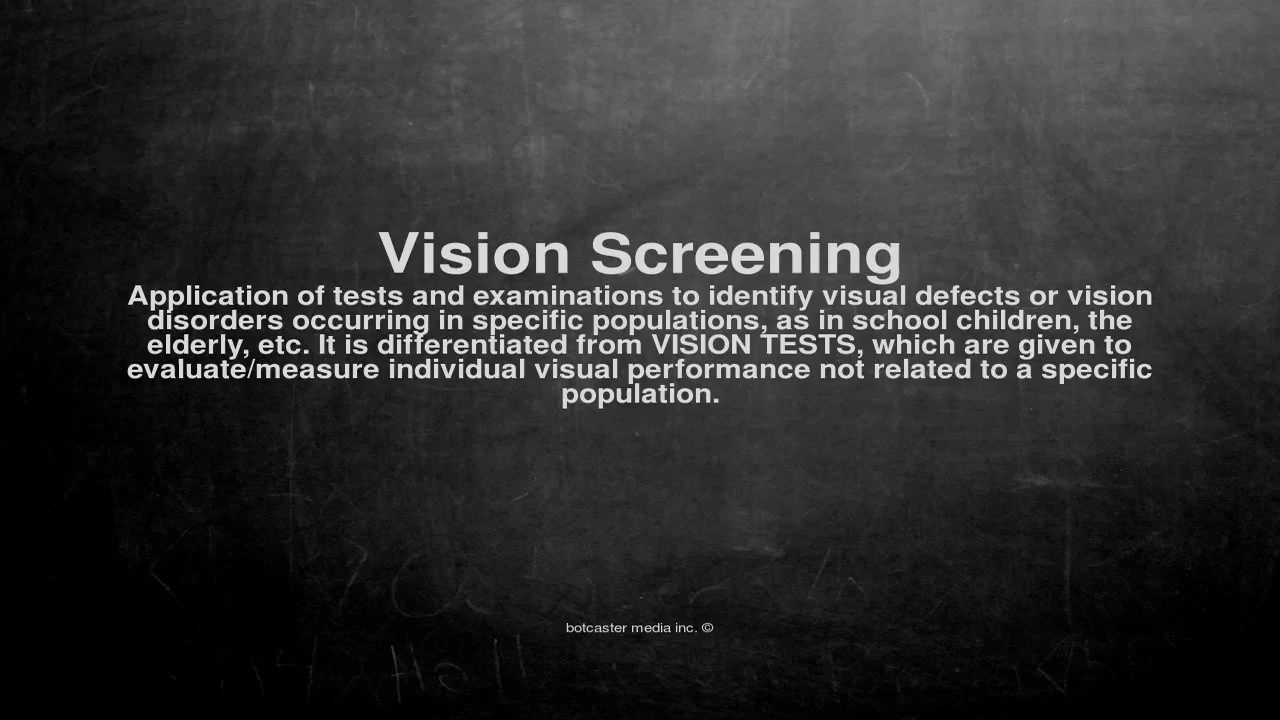 Vision Screening
Application of tests and examinations to identify visual defects or vision
disorders occurring in specific populations, as in school children, the
elderly, etc. It is differentiated from VISION TESTS, which are given to
evaluate/measure individual visual performance not related to a specific
population.
botcaster media inc. ©